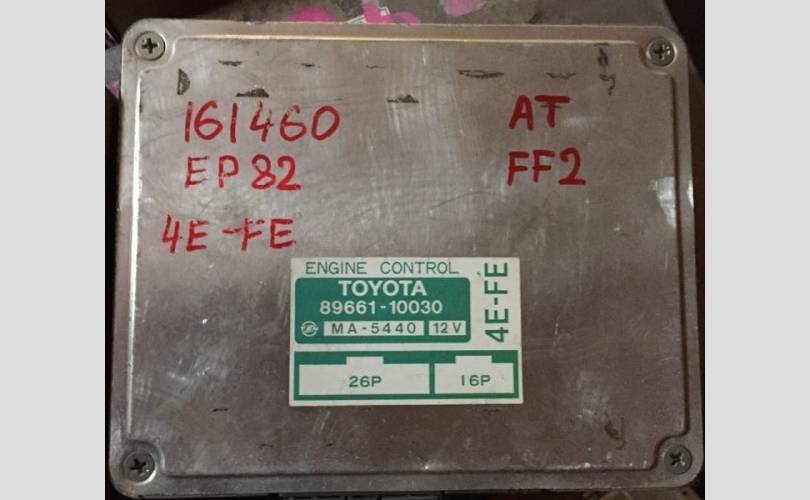 161460
AT
EP82
FF2
4E-FE
ENGINE CONTROL
TOYOTA
89661-10030
MA-5440 12V
4E-FE
26P
16P